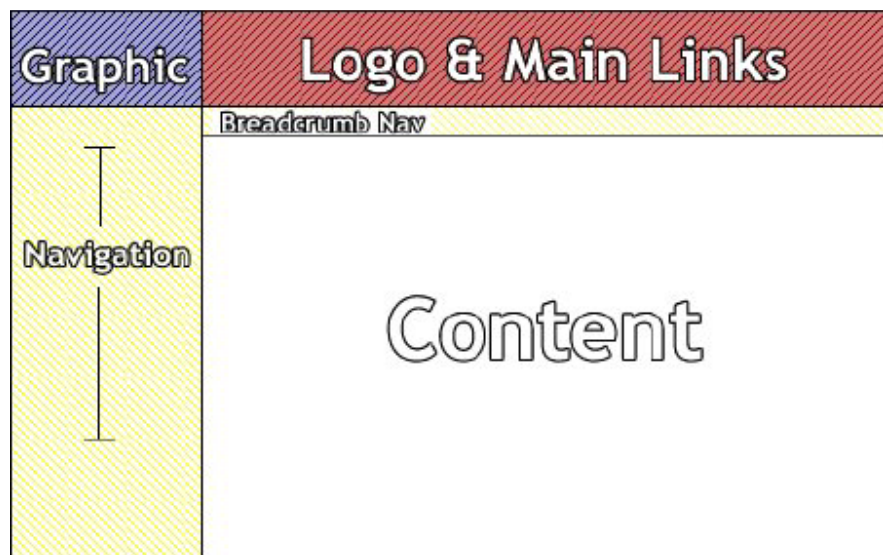 Graphic
Logo & Main Links
Breadcrumb Nav
Navigation
Content